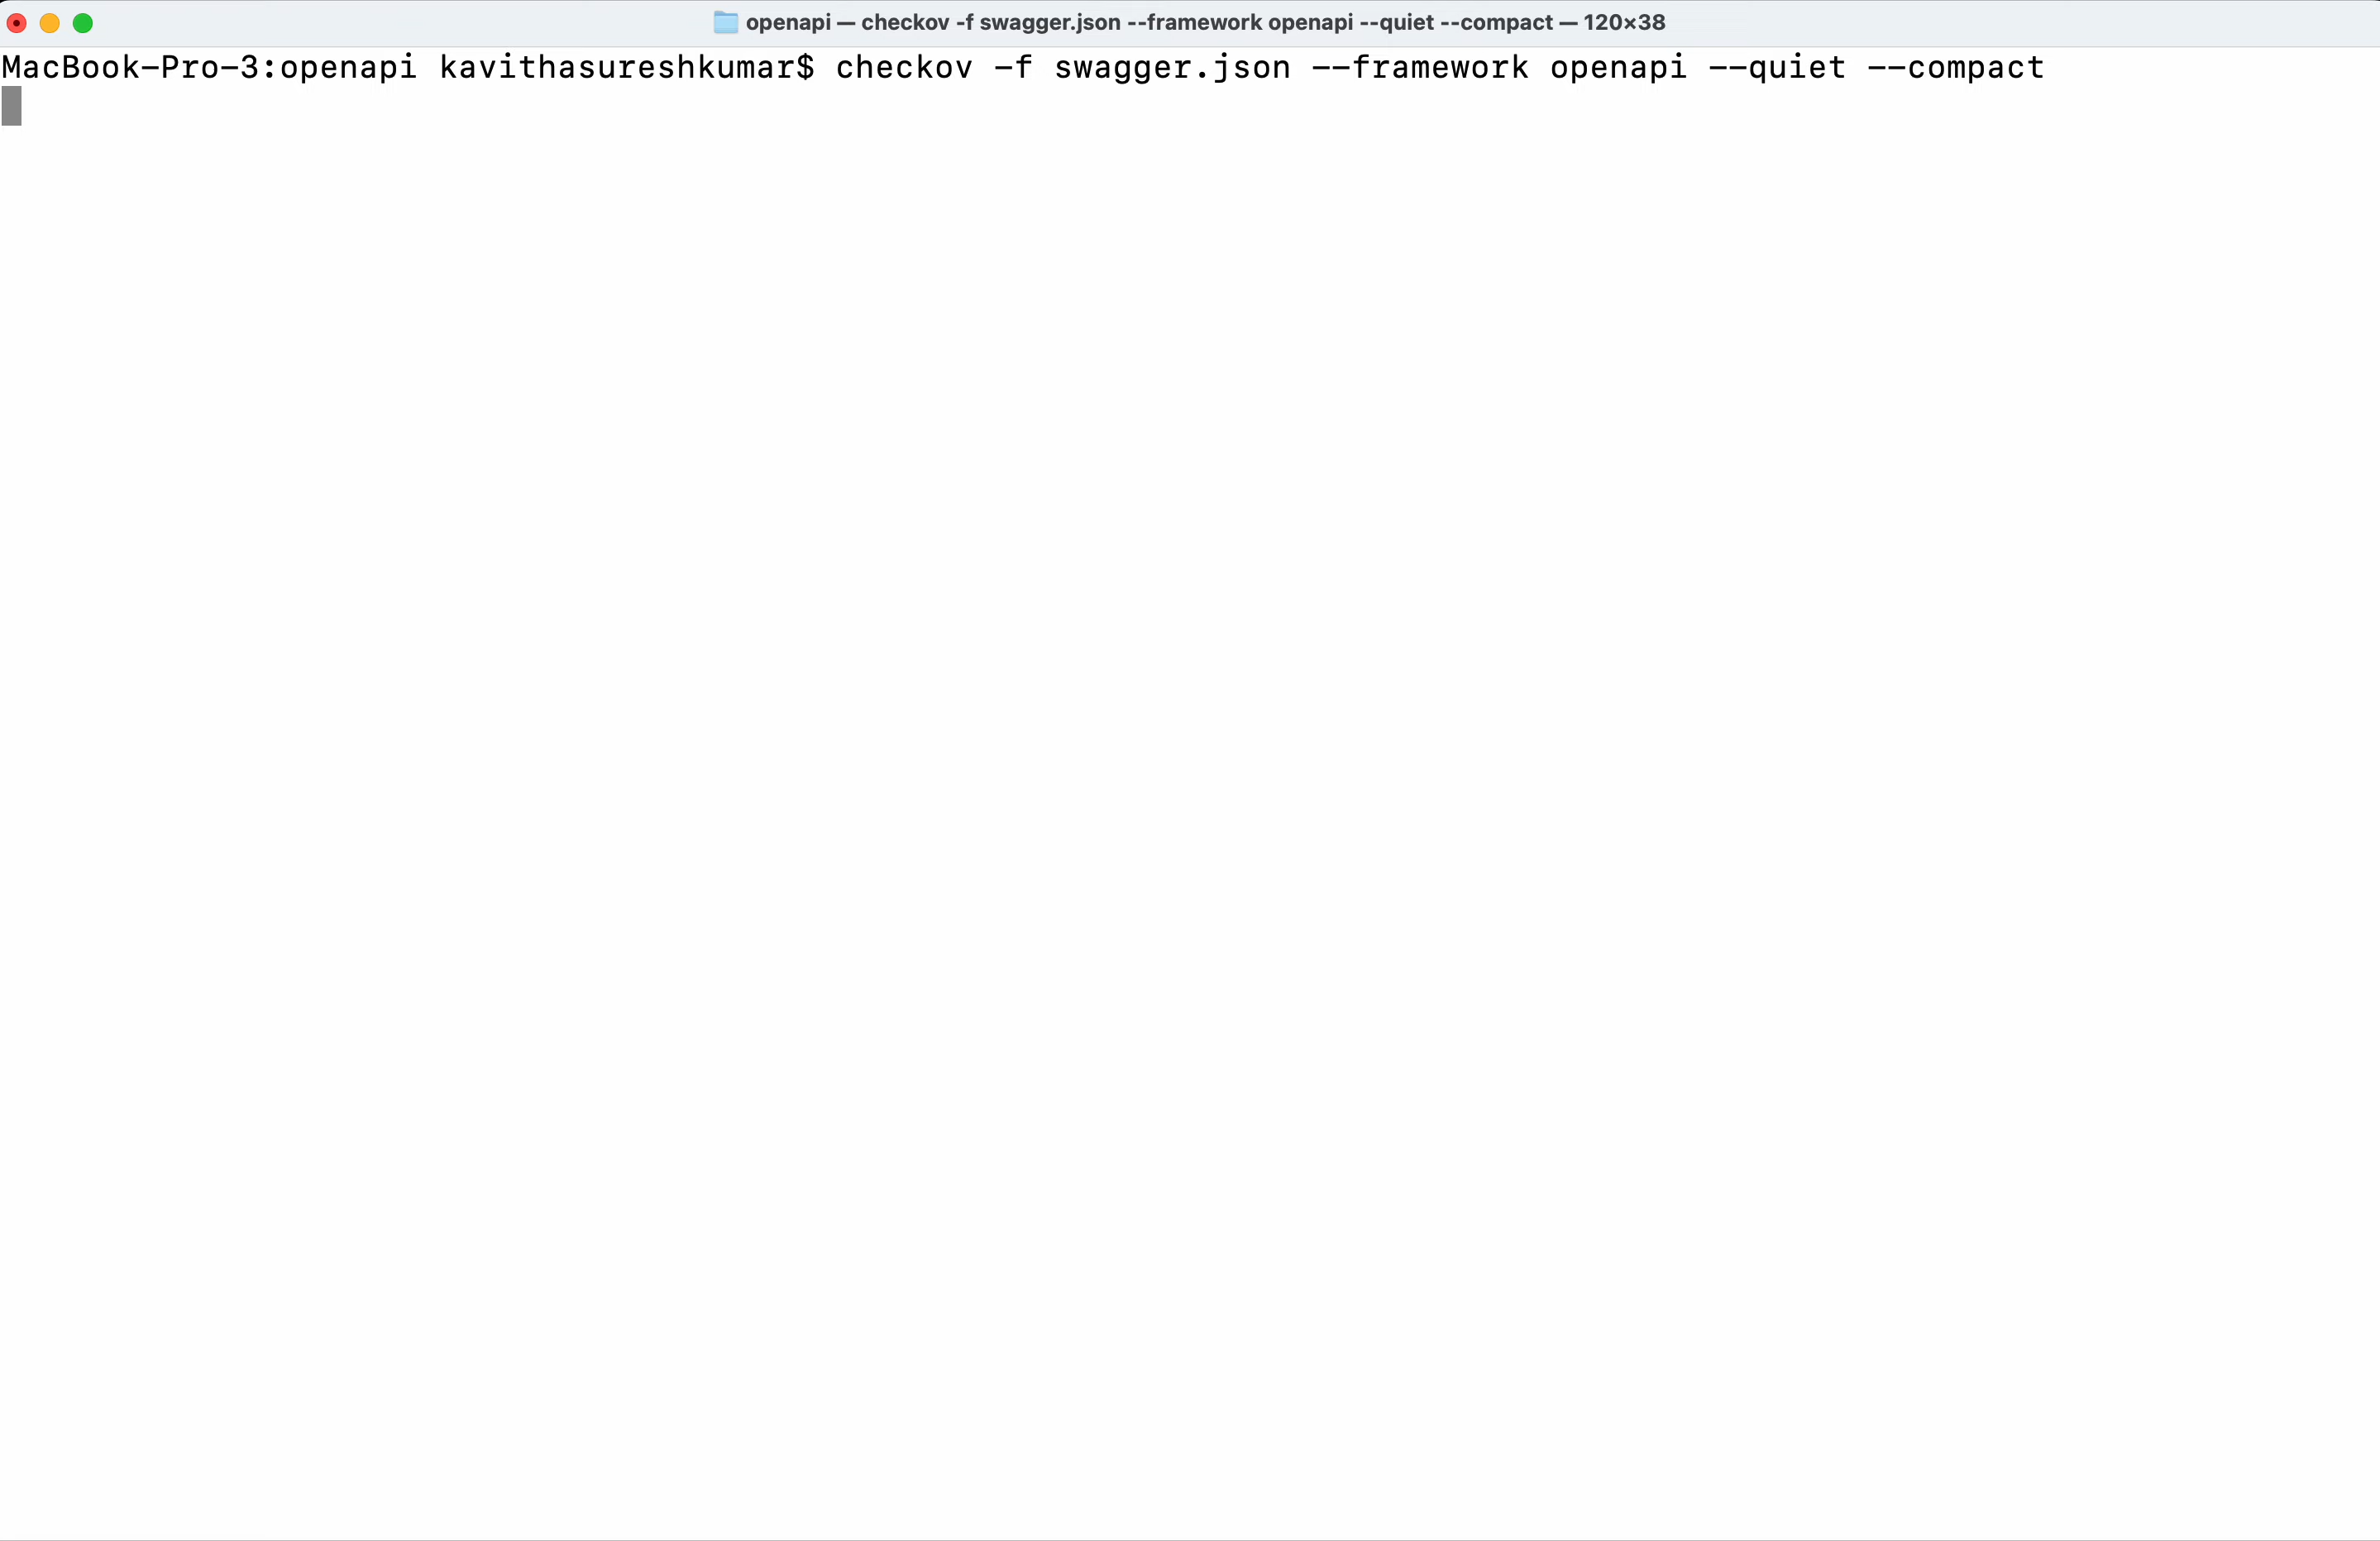 openapi — checkov -f swagger.json --framework openapi --quiet --compact — 120×38
MacBook-Pro-3:openapi kavithasureshkumar$ checkov -f swagger.json --framework openapi --quiet --compact